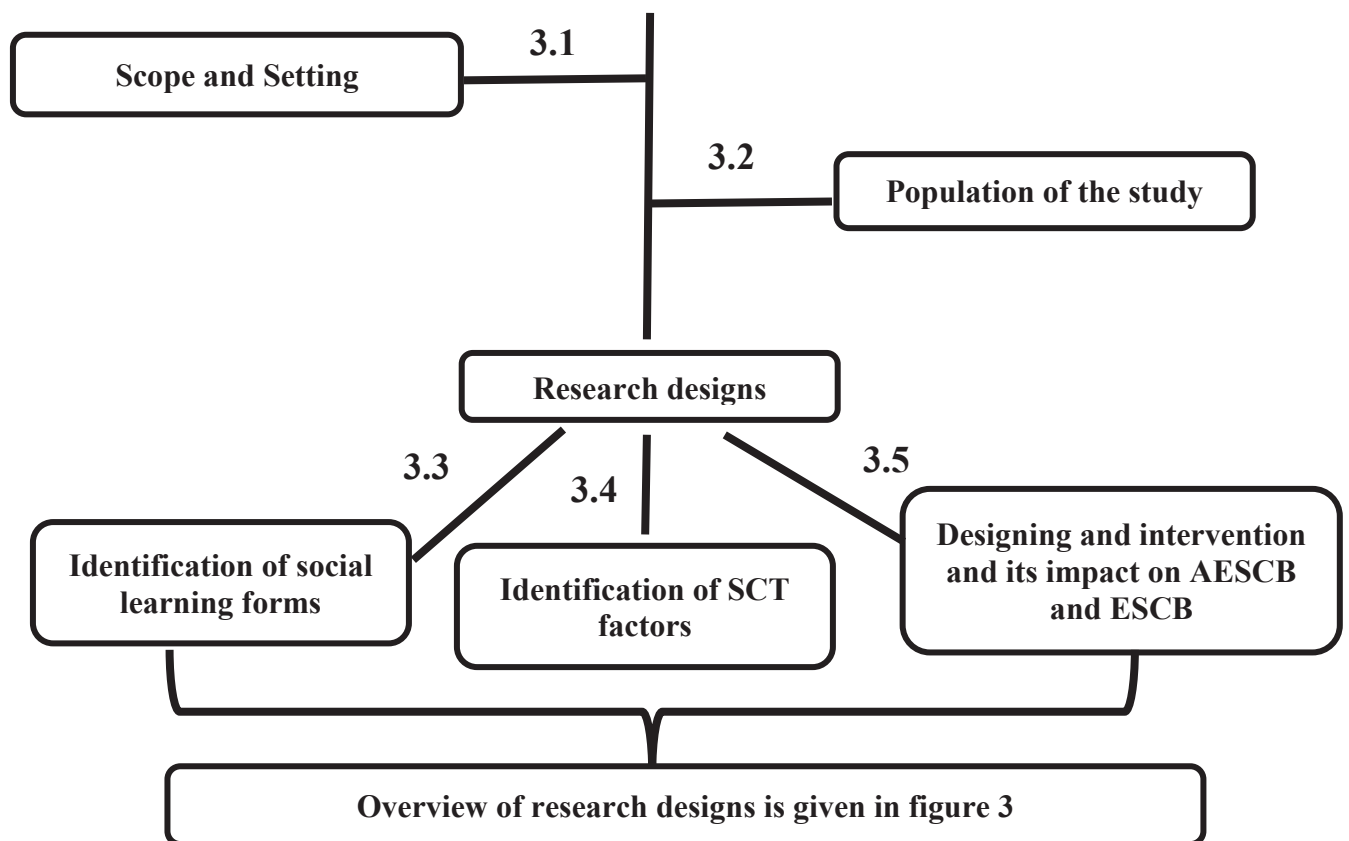 3.1
Scope and Setting
3.2
Population of the study
Research designs
3.3
3.4
3.5
Identification of social
learning forms
Identification of SCT
factors
Designing and intervention
and its impact on AESCB
and ESCB
Overview of research designs is given in figure 3